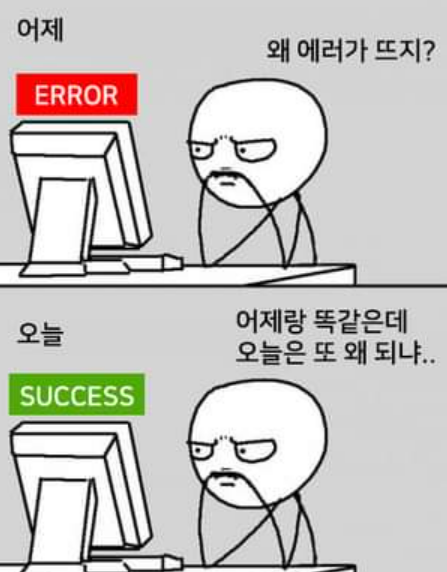 어제
왜 에러가 뜨지?
ERROR
오늘
어제랑 똑같은데
오늘은 또 왜 되냐..
SUCCESS